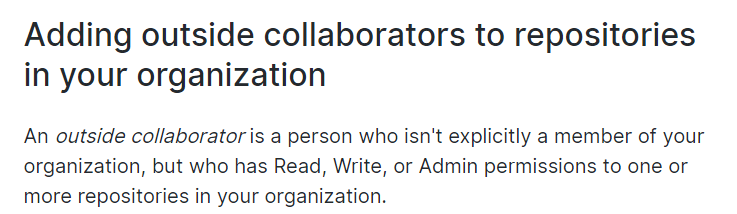 Adding outside collaborators to repositories
in your organization
An outside collaborator is a person who isn't explicitly a member of your
organization, but who has Read, Write, or Admin permissions to one or
more repositories in your organization.